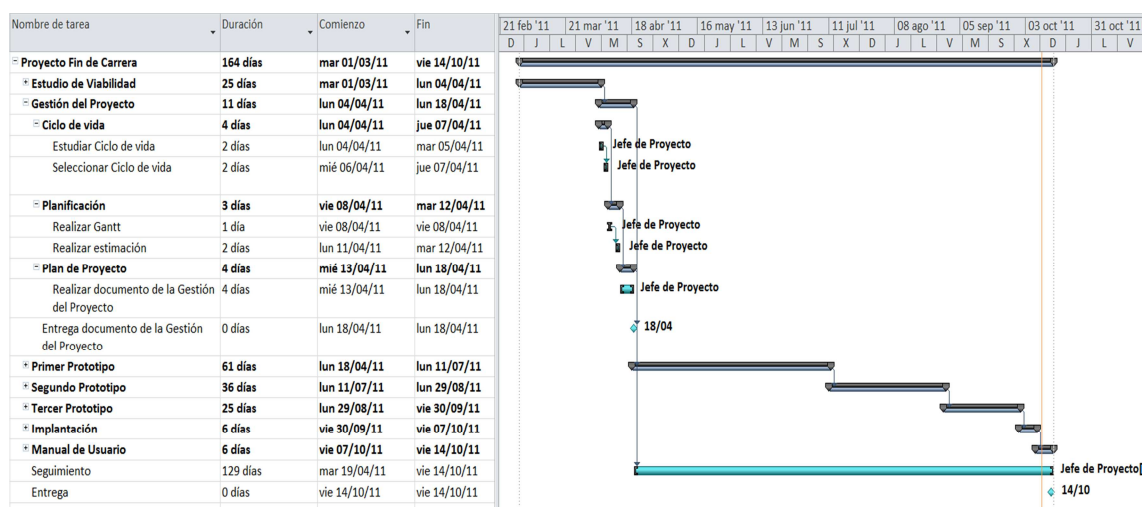 Nombre de tarea Duración Comienzo Fin 21 feb '11 21 mar '11 18 abr '11 16 may '11 13 jun '11 11 jul '11 08 ago '11 05 sep '11 03 oct '11 31 oct '11
D J L V M S X D J L V M S X D J L V M S X D J L V
Proyecto Fin de Carrera 164 días mar 01/03/11 vie 14/10/11
Estudio de Viabilidad 25 días mar 01/03/11 lun 04/04/11
Gestión del Proyecto 11 días lun 04/04/11 lun 18/04/11
Ciclo de vida 4 días lun 04/04/11 jue 07/04/11
Estudiar Ciclo de vida 2 días lun 04/04/11 mar 05/04/11 Jefe de Proyecto
Seleccionar Ciclo de vida 2 días mié 06/04/11 jue 07/04/11 Jefe de Proyecto
Planificación 3 días vie 08/04/11 mar 12/04/11
Realizar Gantt 1 día vie 08/04/11 vie 08/04/11 Jefe de Proyecto
Realizar estimación 2 días lun 11/04/11 mar 12/04/11 Jefe de Proyecto
Plan de Proyecto 4 días mié 13/04/11 lun 18/04/11
Realizar documento de la Gestión 4 días mié 13/04/11 lun 18/04/11 Jefe de Proyecto
del Proyecto
Entrega documento de la Gestión 0 días lun 18/04/11 lun 18/04/11 18/04
del Proyecto
Primer Prototipo 61 días lun 18/04/11 lun 11/07/11
Segundo Prototipo 36 días lun 11/07/11 lun 29/08/11
Tercer Prototipo 25 días lun 29/08/11 vie 30/09/11
Implantación 6 días vie 30/09/11 vie 07/10/11
Manual de Usuario 6 días vie 07/10/11 vie 14/10/11
Seguimiento 129 días mar 19/04/11 vie 14/10/11 Jefe de Proyecto[
Entrega 0 días vie 14/10/11 vie 14/10/11 14/10